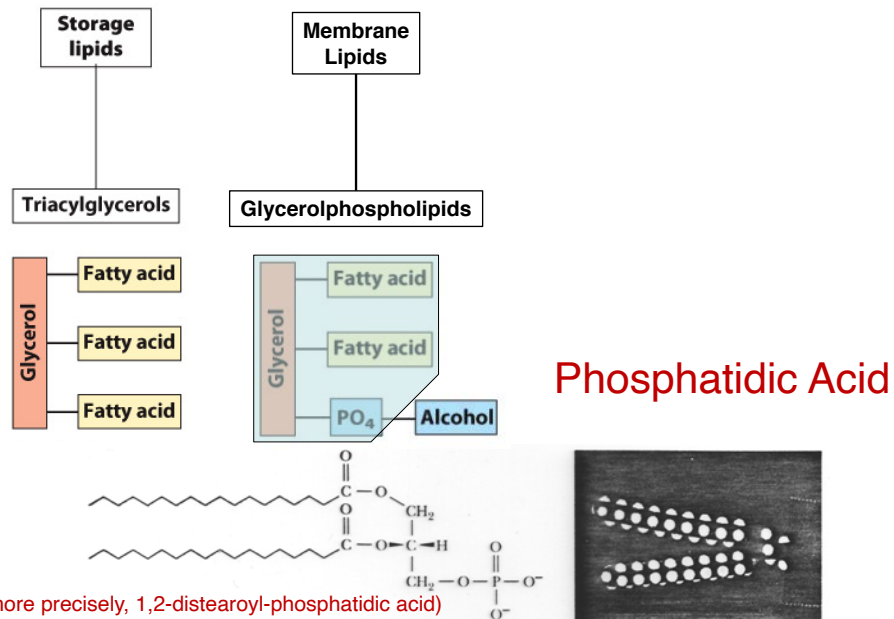 Storage
lipids
Membrane
Lipids
Triacylglycerols
Glycerolphospholipids
Glycerol
Fatty acid
Fatty acid
Fatty acid
Glycerol
Fatty acid
Fatty acid
PO₄
Alcohol
Phosphatidic Acid
O
C—O
CH₂
O
C—O
C—H
O
CH₂—O—P—O⁻
O⁻
more precisely, 1,2-distearoyl-phosphatidic acid)